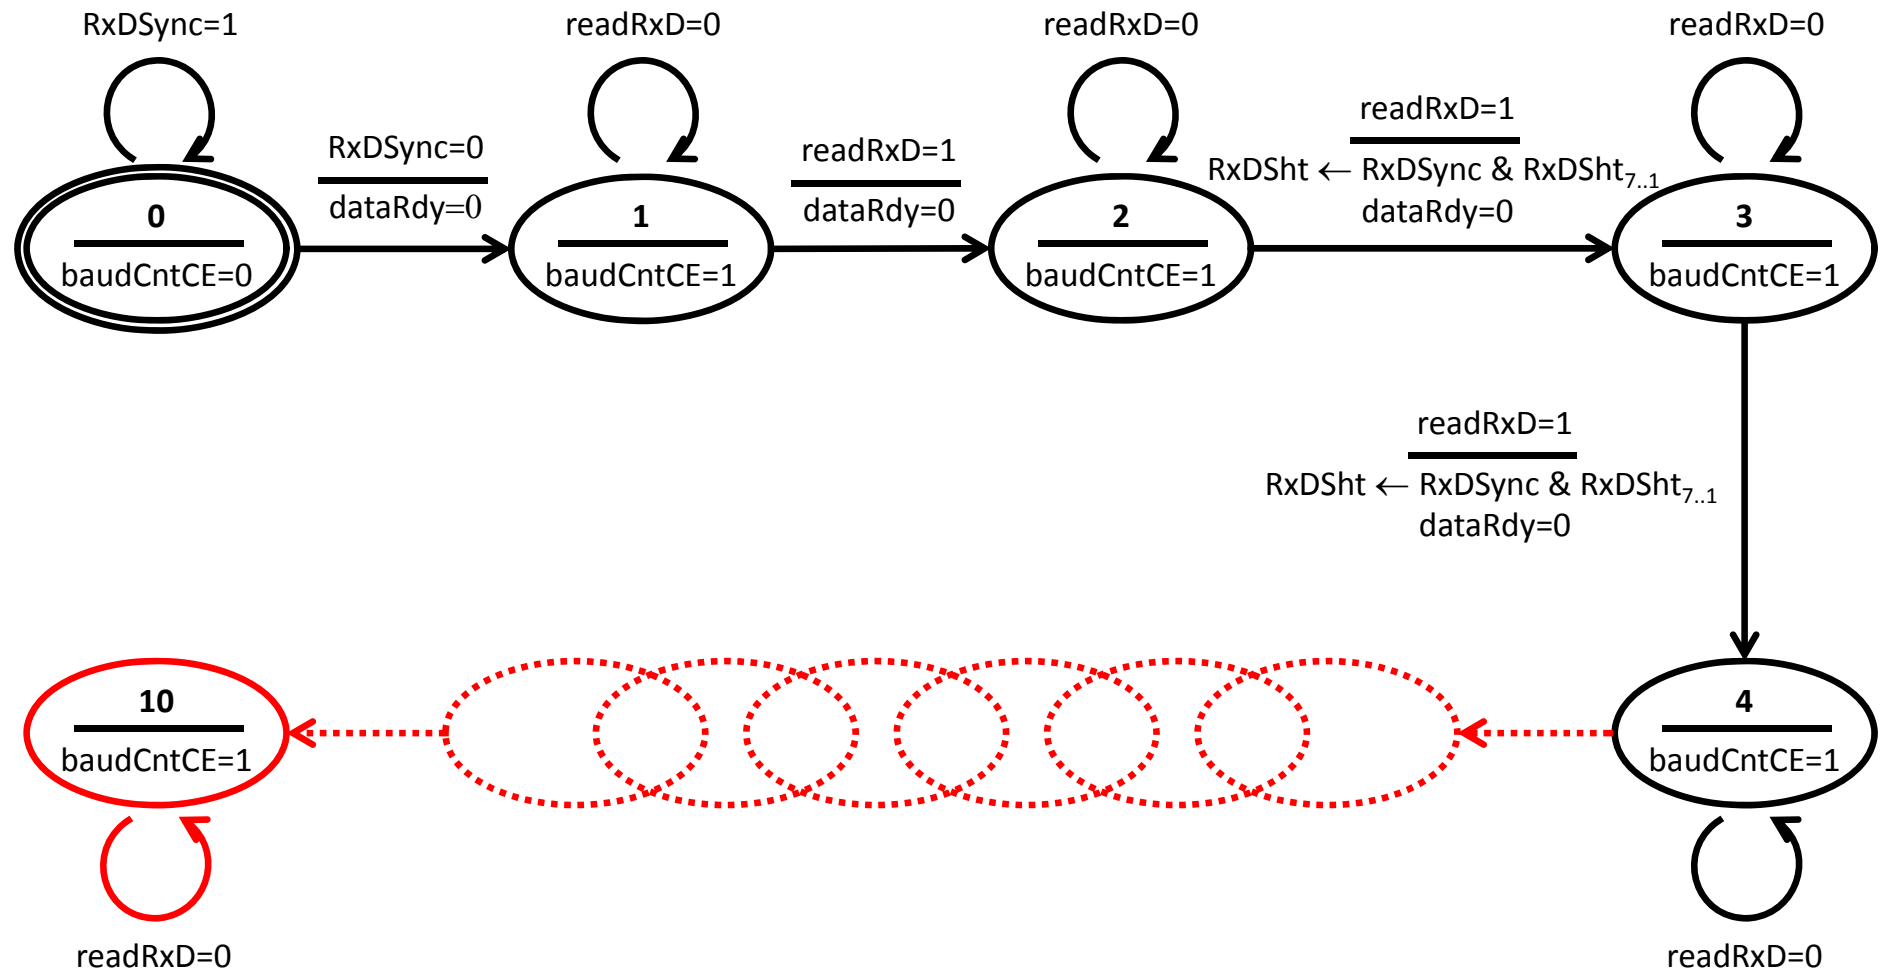 RxDSync=1
readRxD=0
readRxD=0
readRxD=0
RxDSync=0
dataRdy=0
readRxD=1
dataRdy=0
readRxD=1
RxDSht ← RxDSync & RxDSht7..1
dataRdy=0
0
baudCntCE=0
1
baudCntCE=1
2
baudCntCE=1
3
baudCntCE=1
readRxD=1
RxDSht ← RxDSync & RxDSht7..1
dataRdy=0
10
baudCntCE=1
4
baudCntCE=1
readRxD=0
readRxD=0